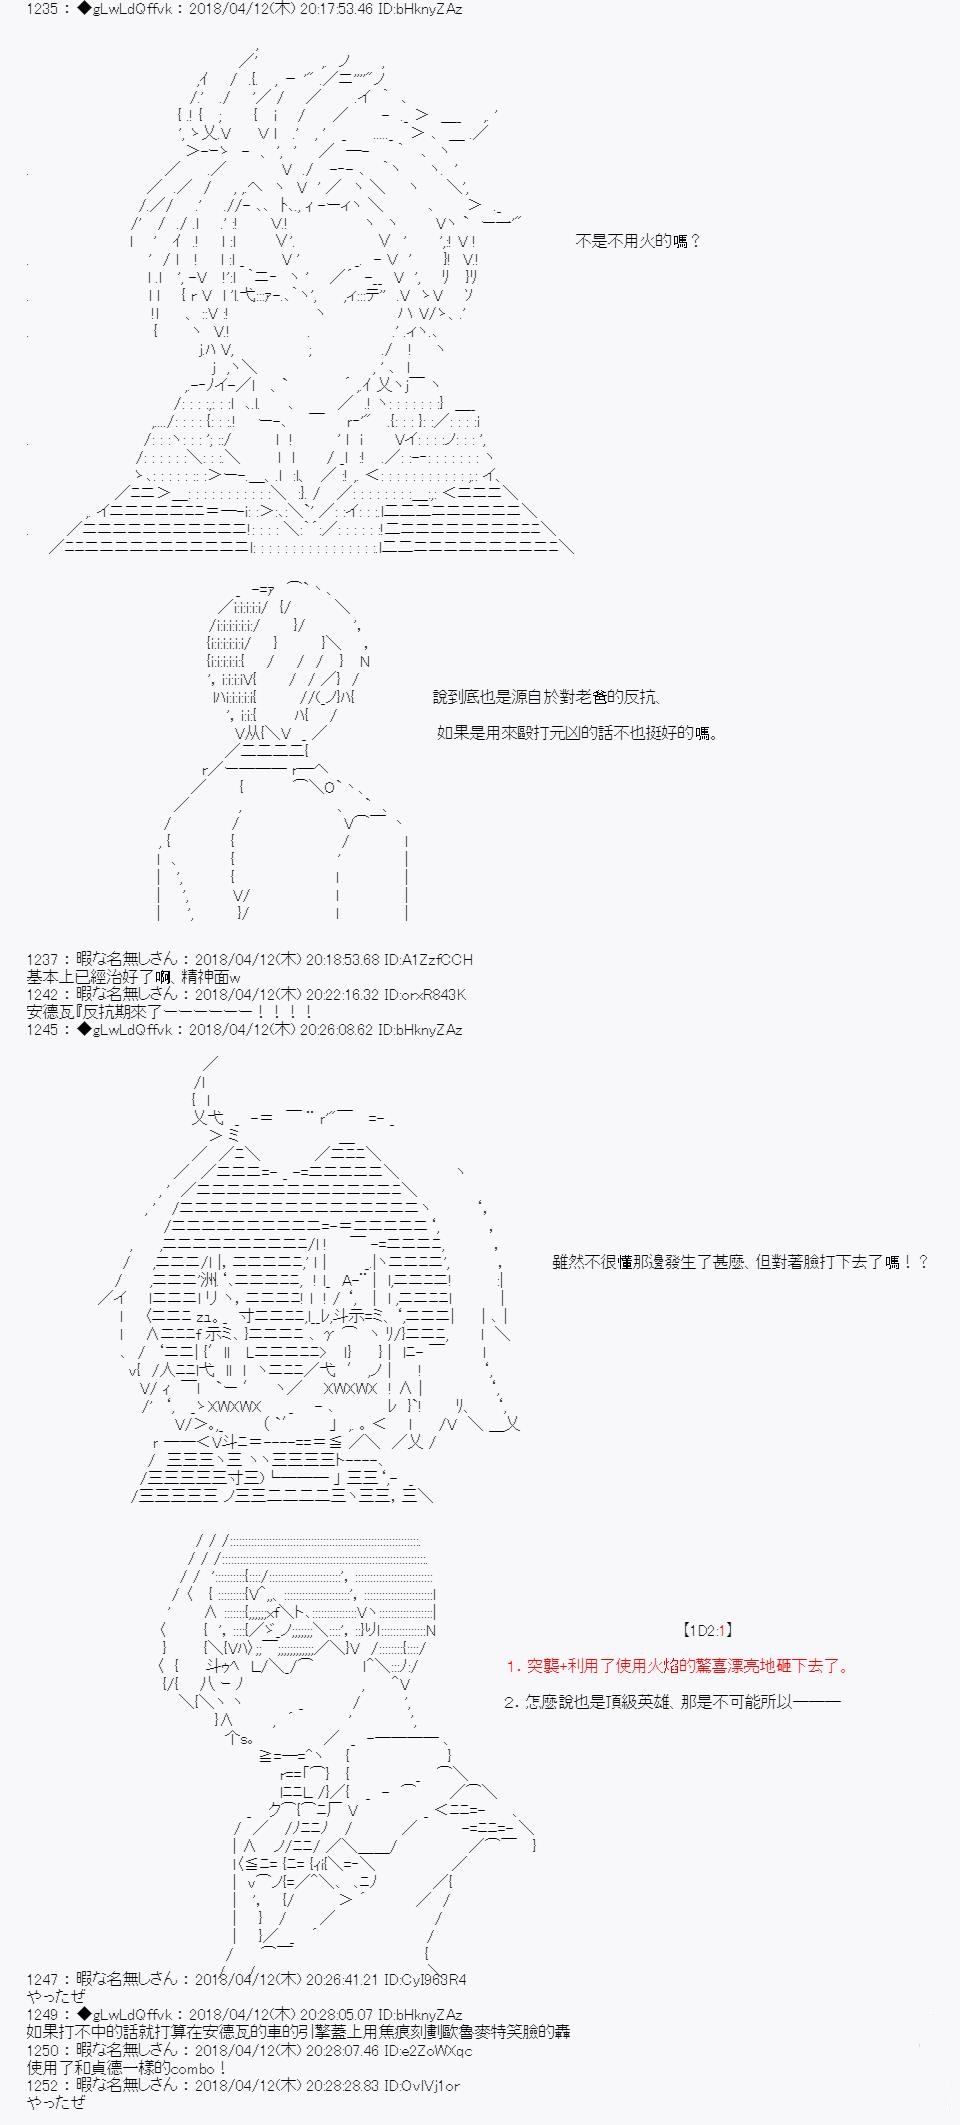 1235 : ◆gLwLdQffvk : 2018/04/12(木) 20:17:53.46 ID:bHknyZAz
不是不用火的嗎？
說到底也是源自於對老爸的反抗、
如果是用來毆打元凶的話不也挺好的嗎。
1237 : 暇な名無しさん : 2018/04/12(木) 20:18:53.68 ID:A1ZzfCCH
基本上已經治好了啊、精神面w
1242 : 暇な名無しさん : 2018/04/12(木) 20:22:16.32 ID:orxR843K
安德瓦『反抗期來了ーーーーーー！！！！
1245 : ◆gLwLdQffvk : 2018/04/12(木) 20:26:08.62 ID:bHknyZAz
雖然不很懂那邊發生了甚麼、但對著臉打下去了嗎！？
【1D2:1】
1. 突襲+利用了使用火焰的驚喜漂亮地砸下去了。
2. 怎麼說也是頂級英雄、那是不可能所以———
1247 : 暇な名無しさん : 2018/04/12(木) 20:26:41.21 ID:CyI963R4
やったぜ
1249 : ◆gLwLdQffvk : 2018/04/12(木) 20:28:05.07 ID:bHknyZAz
如果打不中的話就打算在安德瓦的車的引擎蓋上用焦痕刻劃歐魯麥特笑臉的轟
1250 : 暇な名無しさん : 2018/04/12(木) 20:28:07.46 ID:e2ZoWXqc
使用了和貞德一樣的combo！
1252 : 暇な名無しさん : 2018/04/12(木) 20:28:28.83 ID:OvIVj1or
やったぜ